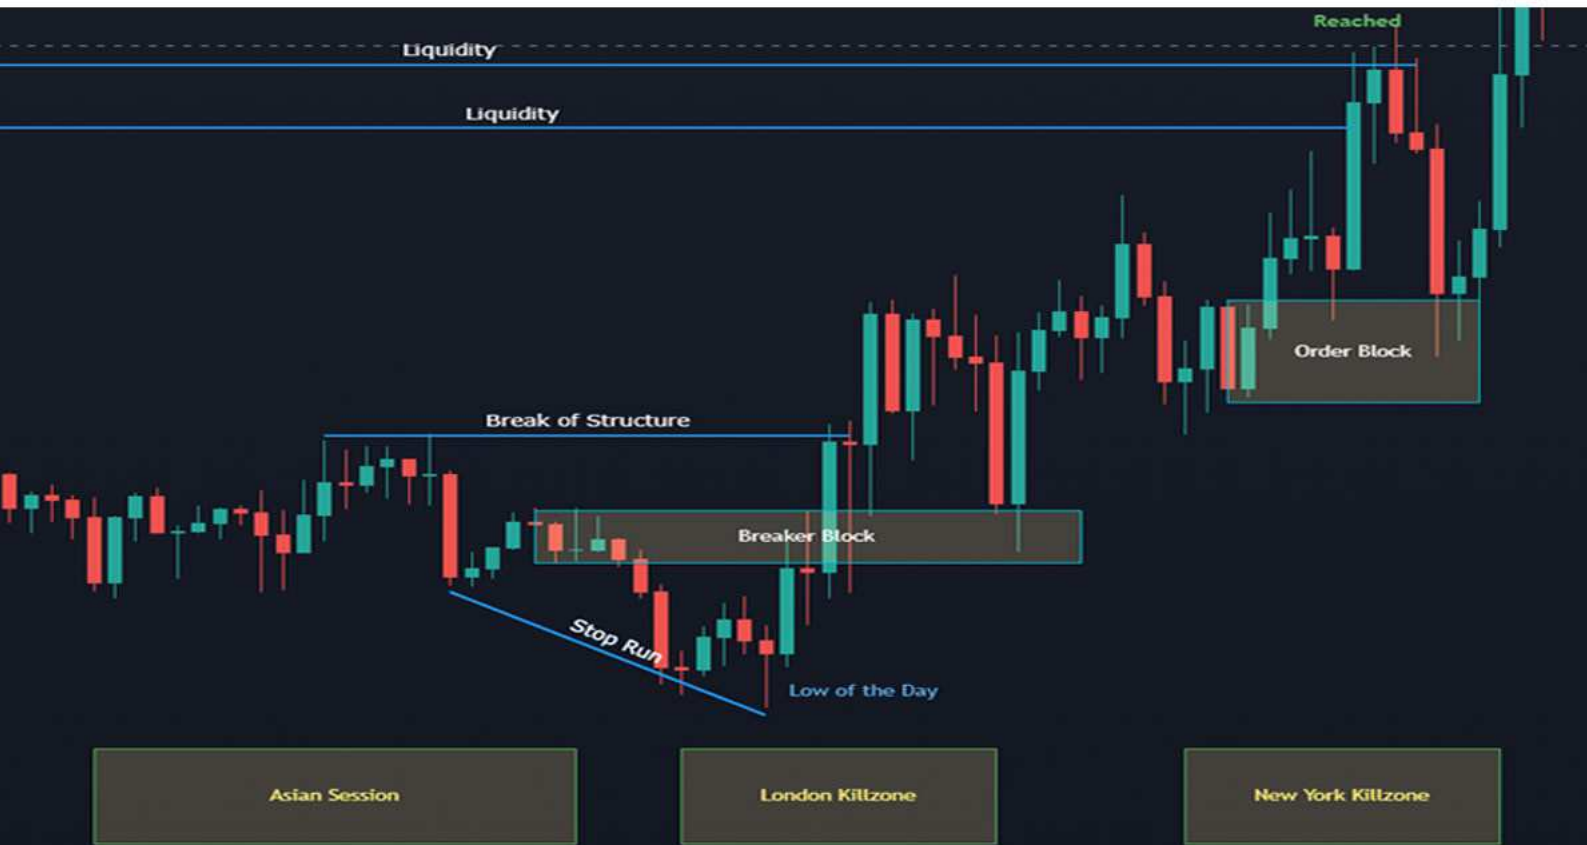 Reached
Liquidity
Liquidity
Break of Structure
Order Block
Breaker Block
Stop Run
Low of the Day
Asian Session
London Killzone
New York Killzone